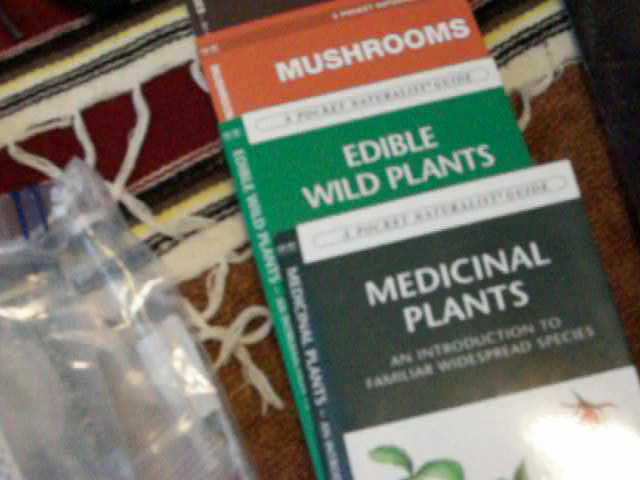 A POCKET
MUSHROOMS
A POCKET NATURALIST® GUIDE
EDIBLE
WILD PLANTS
EDIBLE WILD PLANTS
A POCKET NATURALIST® GUIDE
MEDICINAL
PLANTS
AN INTRODUCTION TO
FAMILIAR WIDESPREAD SPECIES
MEDICINAL PLANTS